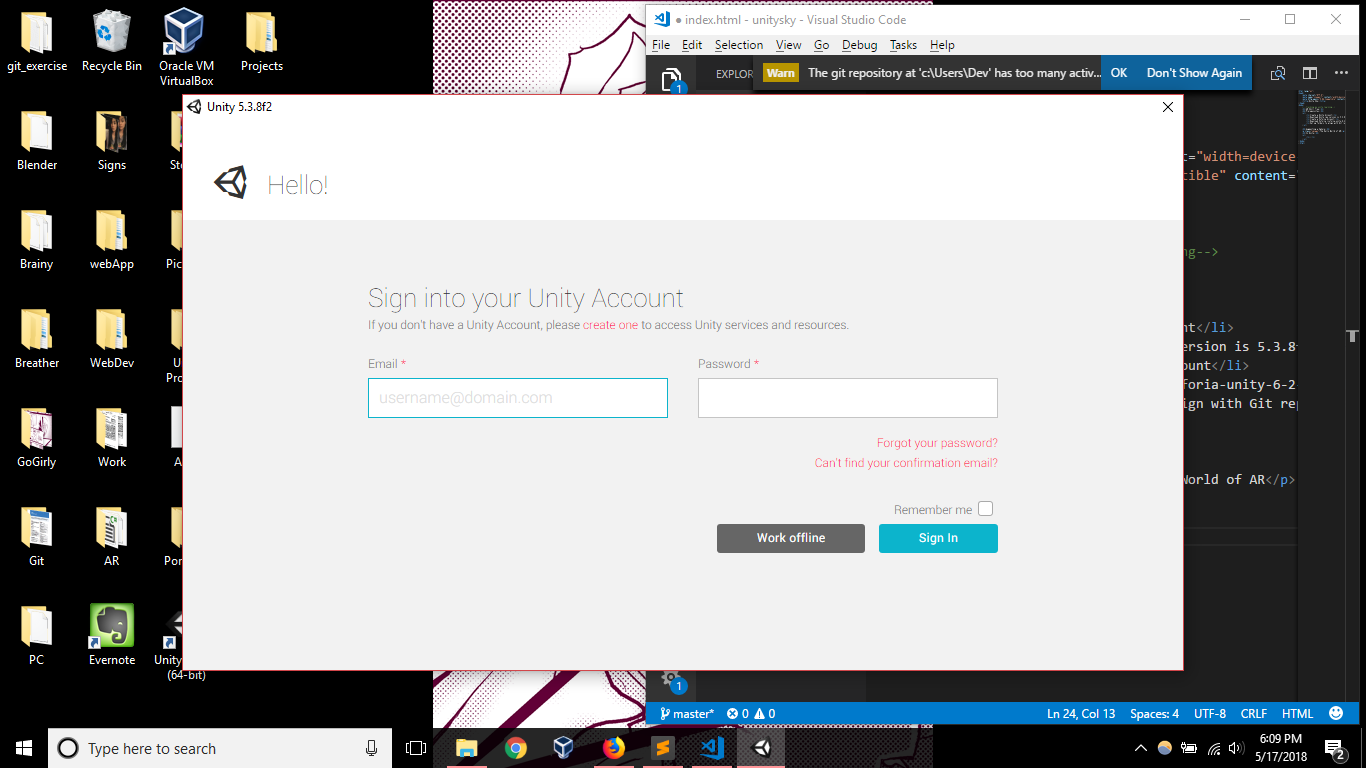 git_exercise
Recycle Bin
Oracle VM
VirtualBox
Projects
Blender
Signs
Brainy
webApp
Breather
WebDev
GoGirly
Work
Git
AR
PC
Evernote
(64-bit)
● index.html - unitysky - Visual Studio Code
File Edit Selection View Go Debug Tasks Help
EXPLOR
Warn The git repository at 'c:\Users\Dev' has too many activ... OK Don't Show Again
1
="width=device
tible" content=
ng-->
nt</li>
ersion is 5.3.8f
ount</li>
foria-unity-6-2
ign with Git rep
World of AR</p>
Unity 5.3.8f2
Hello!
Sign into your Unity Account
If you don't have a Unity Account, please create one to access Unity services and resources.
Email * Password *
username@domain.com
Forgot your password?
Can't find your confirmation email?
Remember me
Work offline Sign In
1
master* 0 0 Ln 24, Col 13 Spaces: 4 UTF-8 CRLF HTML
Type here to search
6:09 PM
5/17/2018
2